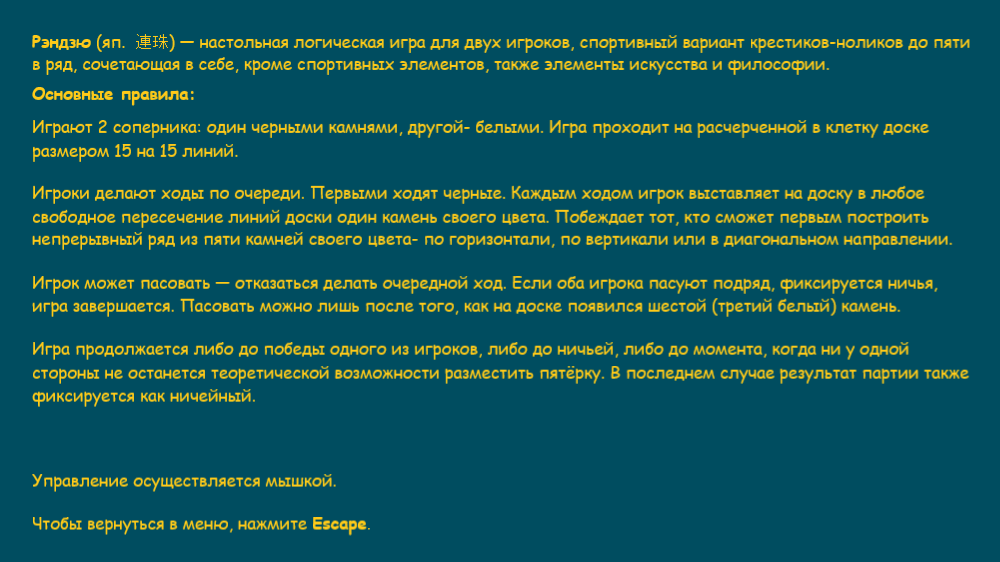 Рэндзю (яп. 連珠) — настольная логическая игра для двух игроков, спортивный вариант крестиков-ноликов до пяти
в ряд, сочетающая в себе, кроме спортивных элементов, также элементы искусства и философии.
Основные правила:
Играют 2 соперника: один черными камнями, другой- белыми. Игра проходит на расчерченной в клетку доске
размером 15 на 15 линий.
Игроки делают ходы по очереди. Первыми ходят черные. Каждым ходом игрок выставляет на доску в любое
свободное пересечение линий доски один камень своего цвета. Побеждает тот, кто сможет первым построить
непрерывный ряд из пяти камней своего цвета- по горизонтали, по вертикали или в диагональном направлении.
Игрок может пасовать — отказаться делать очередной ход. Если оба игрока пасуют подряд, фиксируется ничья,
игра завершается. Пасовать можно лишь после того, как на доске появился шестой (третий белый) камень.
Игра продолжается либо до победы одного из игроков, либо до ничьей, либо до момента, когда ни у одной
стороны не останется теоретической возможности разместить пятёрку. В последнем случае результат партии также
фиксируется как ничейный.
Управление осуществляется мышкой.
Чтобы вернуться в меню, нажмите Escape.